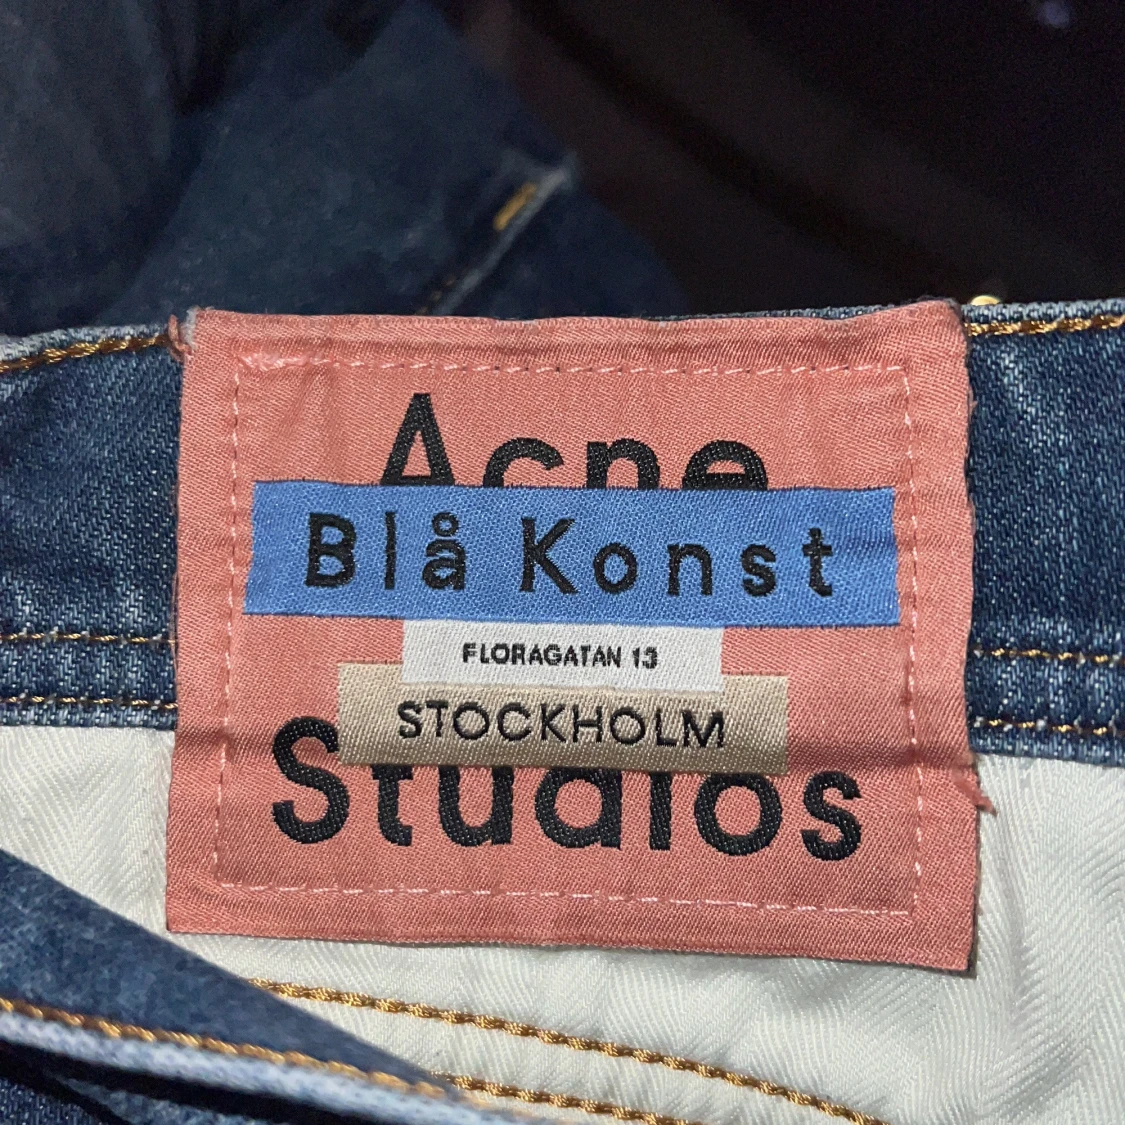 Acne
Blå Konst
FLORAGATAN 13
STOCKHOLM
Studios